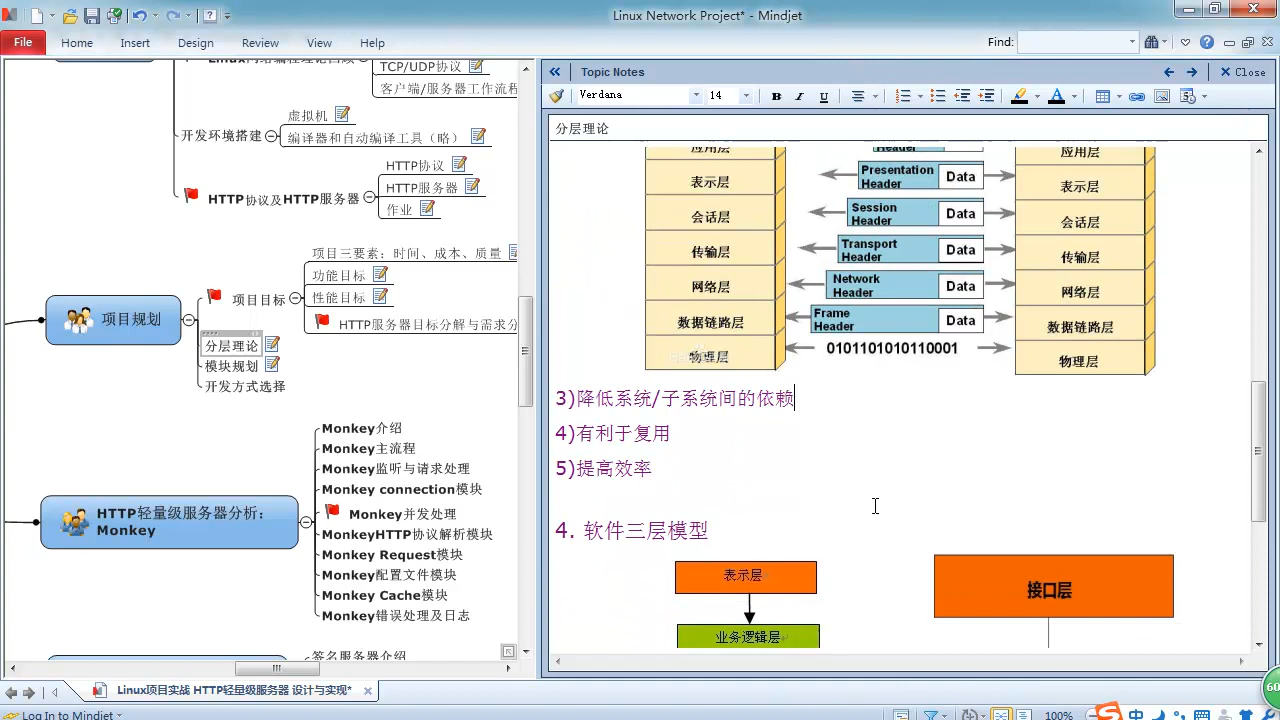 Linux Network Project* - Mindjet
File
Home
Insert
Design
Review
View
Help
Find:
TCP/UDP协议
客户端/服务器工作流程
虚拟机
开发环境搭建
编译器和自动编译工具（略）
HTTP协议
HTTP协议及HTTP服务器
HTTP服务器
作业
项目三要素：时间、成本、质量
功能目标
项目目标
性能目标
HTTP服务器目标分解与需求分
项目规划
分层理论
模块规划
开发方式选择
Monkey介绍
Monkey主流程
Monkey监听与请求处理
Monkey connection模块
HTTP轻量级服务器分析：
Monkey
Monkey并发处理
MonkeyHTTP协议解析模块
Monkey Request模块
Monkey配置文件模块
Monkey Cache模块
Monkey错误处理及日志
签名服务器介绍
Topic Notes
Close
Verdana
14
分层理论
应用层
Header
应用层
表示层
Presentation
Header
Data
表示层
会话层
Session
Header
Data
会话层
传输层
Transport
Header
Data
传输层
网络层
Network
Header
Data
网络层
数据链路层
Frame
Header
Data
数据链路层
物理层
0101101010110001
物理层
3)降低系统/子系统间的依赖
4)有利于复用
5)提高效率
4. 软件三层模型
表示层
业务逻辑层
接口层
Linux项目实战 HTTP轻量级服务器 设计与实现*
Log In to Mindjet
100%
中
60